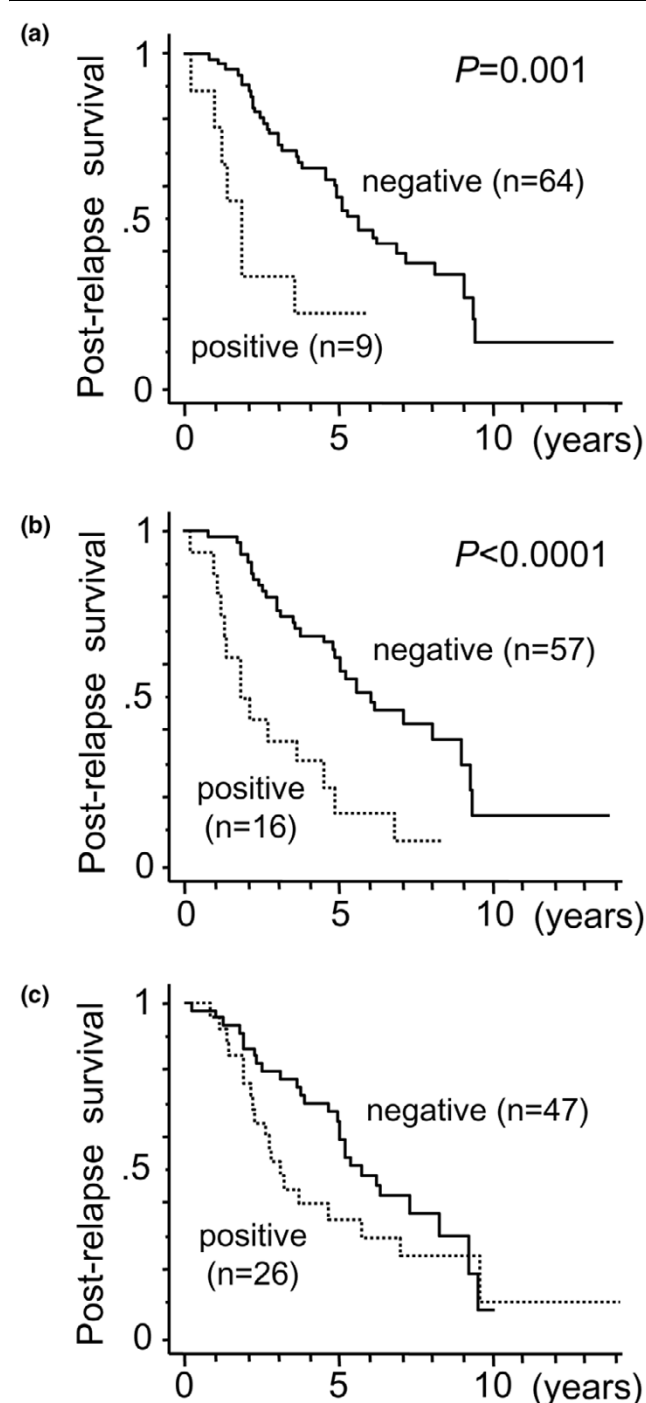 (a)
Post-relapse survival
1
.5
0
P=0.001
negative (n=64)
positive (n=9)
0 5 10 (years)
(b)
Post-relapse survival
1
.5
0
P<0.0001
negative (n=57)
positive
(n=16)
0 5 10 (years)
(c)
Post-relapse survival
1
.5
0
negative (n=47)
positive
(n=26)
0 5 10 (years)